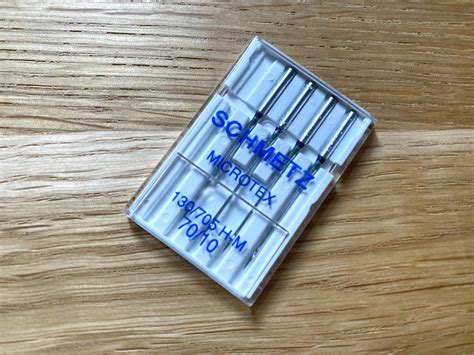 SCHMETZ
MICROTEX
130/705 H-M
70/10